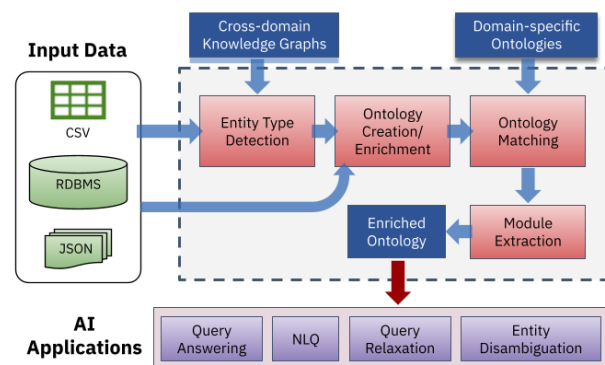 Input Data
CSV
RDBMS
JSON
Cross-domain
Knowledge Graphs
Domain-specific
Ontologies
Entity Type
Detection
Ontology
Creation/
Enrichment
Ontology
Matching
Enriched
Ontology
Module
Extraction
AI
Applications
Query
Answering
NLQ
Query
Relaxation
Entity
Disambiguation